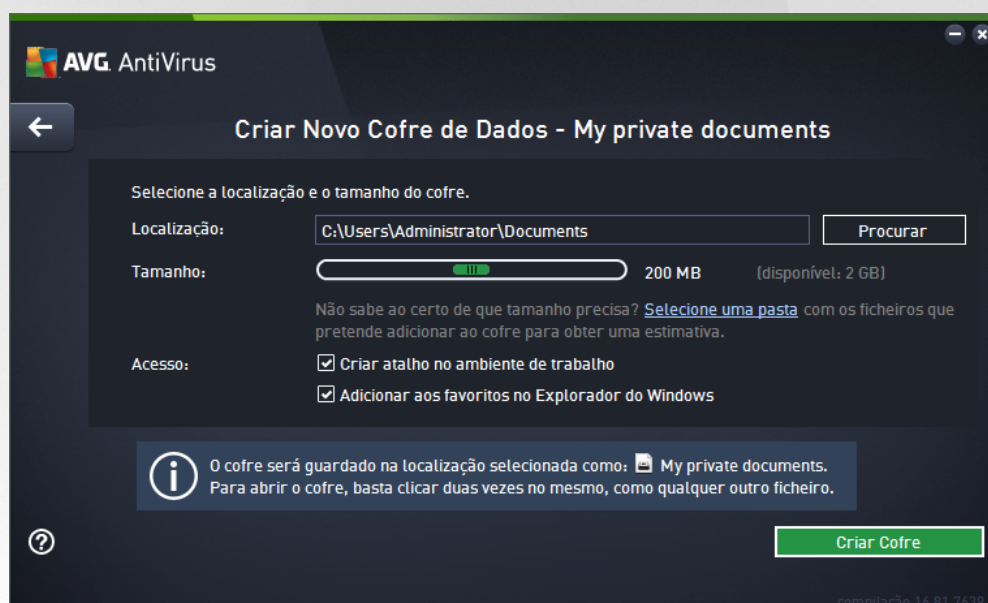 AVG. AntiVirus
Criar Novo Cofre de Dados - My private documents
Selecione a localização e o tamanho do cofre.
Localização: C:\Users\Administrator\Documents Procurar
Tamanho: 200 MB (disponível: 2 GB)
Não sabe ao certo de que tamanho precisa? Selecione uma pasta com os ficheiros que
pretende adicionar ao cofre para obter uma estimativa.
Acesso: Criar atalho no ambiente de trabalho
Adicionar aos favoritos no Explorador do Windows
O cofre será guardado na localização selecionada como: My private documents.
Para abrir o cofre, basta clicar duas vezes no mesmo, como qualquer outro ficheiro.
Criar Cofre
compilação 16.81.7639